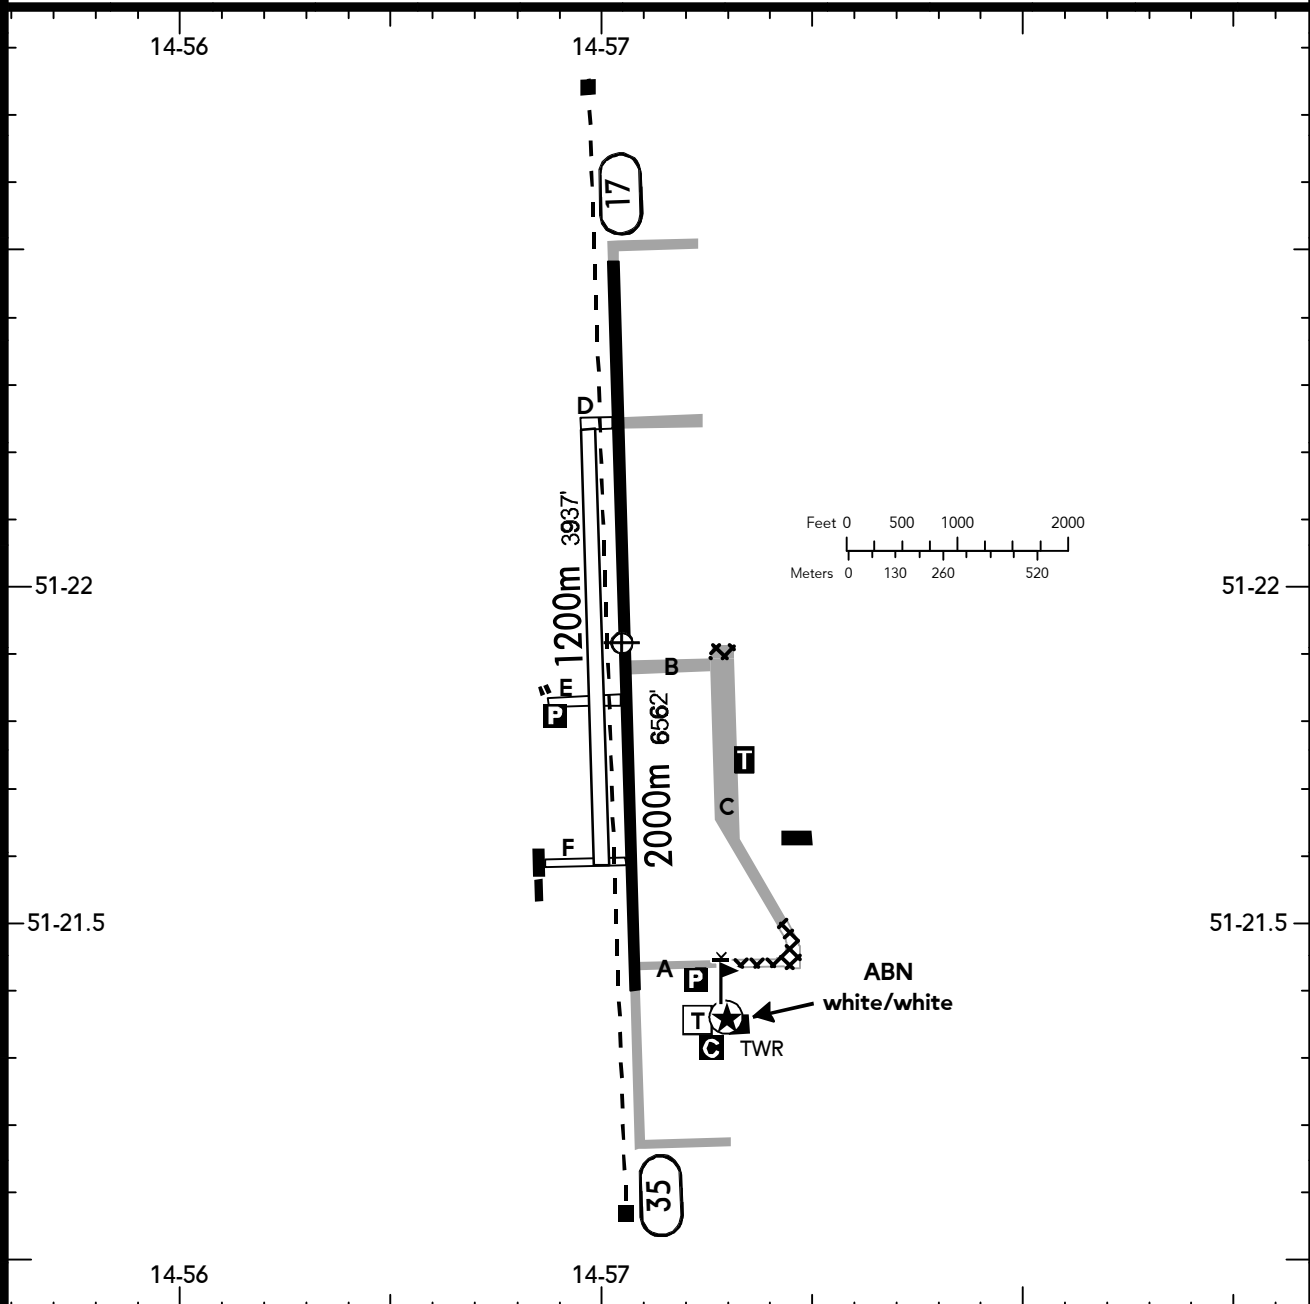 14-56
14-57
17
D
1200m 3937'
Feet 0 500 1000 2000
Meters 0 130 260 520
51-22
51-22
B
E
P
2000m 6562'
T
C
F
51-21.5
51-21.5
A
P
ABN
white/white
T
C
TWR
35
14-56
14-57